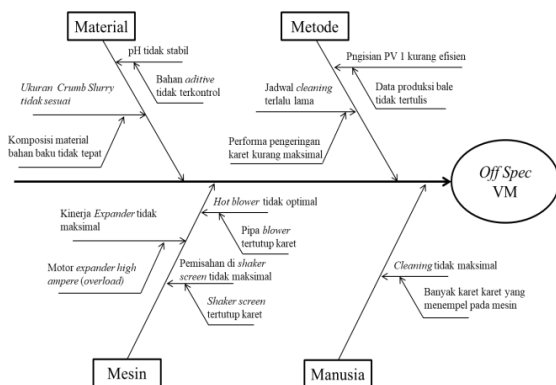 Material
Metode
pH tidak stabil
Bahan aditive
tidak terkontrol
Ukuran Crumb Slurry
tidak sesuai
Komposisi material
bahan baku tidak tepat
Pngisian PV 1 kurang efisien
Data produksi bale
tidak tertulis
Jadwal cleaning
terlalu lama
Performa pengeringan
karet kurang maksimal
Off Spec
VM
Hot blower tidak optimal
Pipa blower
tertutup karet
Kinerja Expander tidak
maksimal
Motor expander high
ampere (overload)
Pemisahan di shaker
screen tidak maksimal
Shaker screen
tertutup karet
Cleaning tidak maksimal
Banyak karet karet yang
menempel pada mesin
Mesin
Manusia